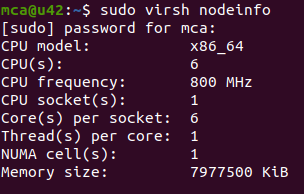 mca@u42:~$ sudo virsh nodeinfo
[sudo] password for mca:
CPU model:           x86_64
CPU(s):              6
CPU frequency:       800 MHz
CPU socket(s):       1
Core(s) per socket:  6
Thread(s) per core:  1
NUMA cell(s):        1
Memory size:         7977500 KiB